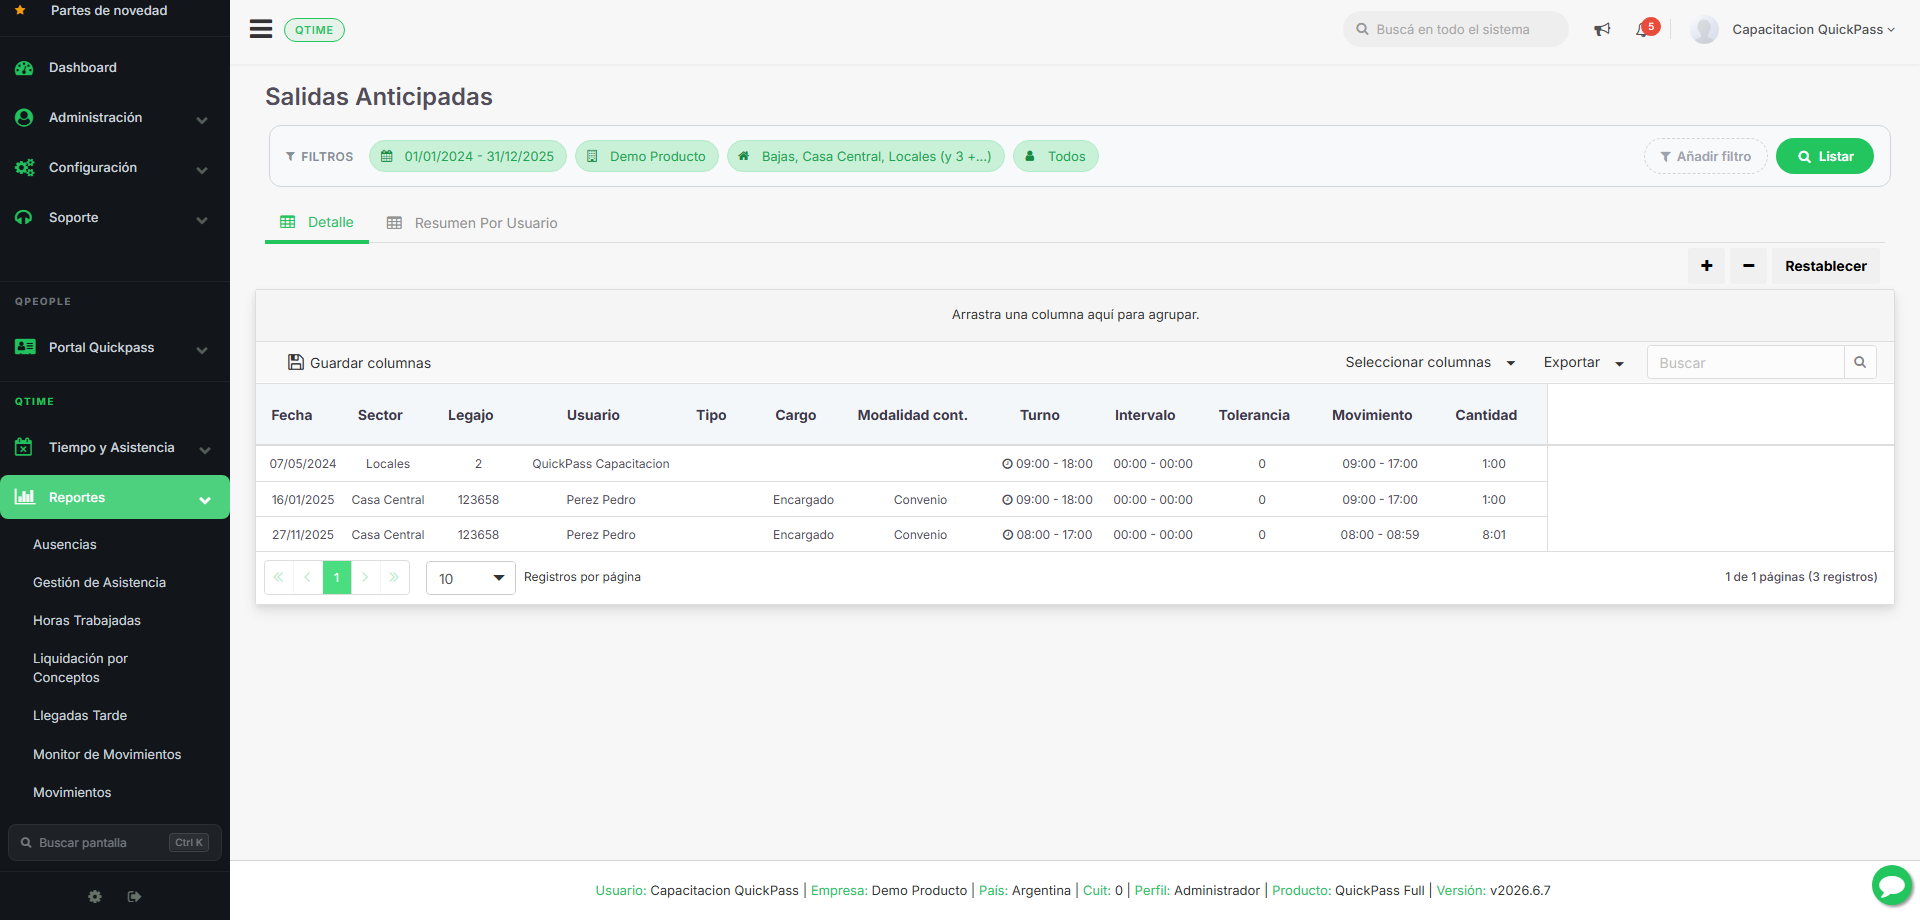 Partes de novedad
Dashboard
Administración
Configuración
Soporte
QPEOPLE
Portal Quickpass
QTIME
Tiempo y Asistencia
Reportes
Ausencias
Gestión de Asistencia
Horas Trabajadas
Liquidación por
Conceptos
Llegadas Tarde
Monitor de Movimientos
Movimientos
Buscar pantalla Ctrl K
QTIME
Buscá en todo el sistema
5
Capacitacion QuickPass
Salidas Anticipadas
FILTROS 01/01/2024 - 31/12/2025 Demo Producto Bajas, Casa Central, Locales (y 3 +...) Todos Añadir filtro Listar
Detalle Resumen Por Usuario
+ − Restablecer
Arrastra una columna aquí para agrupar.
Guardar columnas Seleccionar columnas Exportar Buscar
Fecha Sector Legajo Usuario Tipo Cargo Modalidad cont. Turno Intervalo Tolerancia Movimiento Cantidad
07/05/2024 Locales 2 QuickPass Capacitacion 09:00 - 18:00 00:00 - 00:00 0 09:00 - 17:00 1:00
16/01/2025 Casa Central 123658 Perez Pedro Encargado Convenio 09:00 - 18:00 00:00 - 00:00 0 09:00 - 17:00 1:00
27/11/2025 Casa Central 123658 Perez Pedro Encargado Convenio 08:00 - 17:00 00:00 - 00:00 0 08:00 - 08:59 8:01
« ‹ 1 › » 10 Registros por página 1 de 1 páginas (3 registros)
Usuario: Capacitacion QuickPass | Empresa: Demo Producto | País: Argentina | Cuit: 0 | Perfil: Administrador | Producto: QuickPass Full | Versión: v2026.6.7